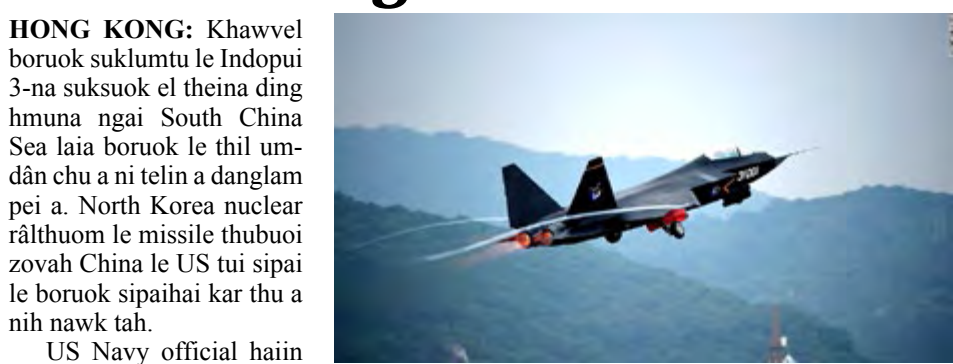 g
HONG KONG: Khawvel
boruok suklumtu le Indopui
3-na suksuok el theina ding
hmuna ngai South China
Sea laia boruok le thil um-
dân chu a ni telin a danglam
pei a. North Korea nuclear
râlthuom le missile thubuoi
zovah China le US tui sipai
le boruok sipaihai kar thu a
nih nawk tah.
US Navy official haiin